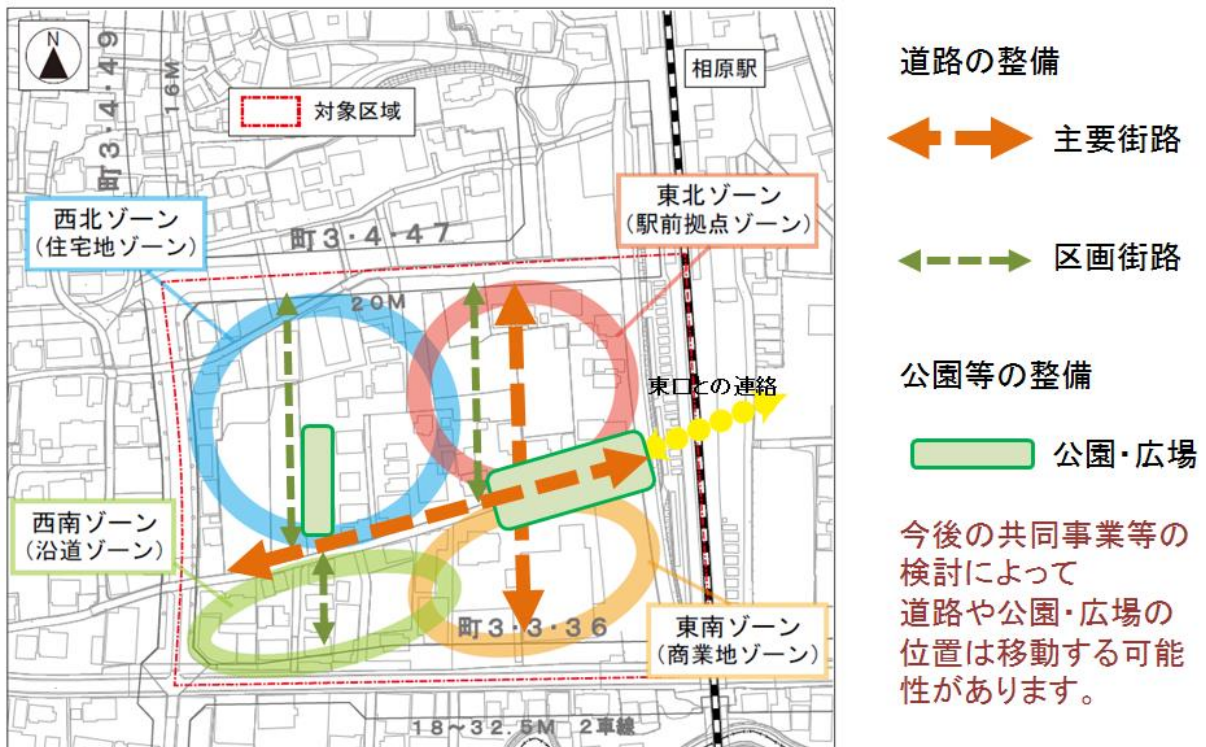 N
町3・4・49
16M
相原駅
対象区域
西北ゾーン
(住宅地ゾーン)
町3・4・47
東北ゾーン
(駅前拠点ゾーン)
20M
東口との連絡
西南ゾーン
(沿道ゾーン)
町3・3・36
東南ゾーン
(商業地ゾーン)
18~32.5M 2車線
道路の整備
主要街路
区画街路
公園等の整備
公園・広場
今後の共同事業等の
検討によって
道路や公園・広場の
位置は移動する可能
性があります。